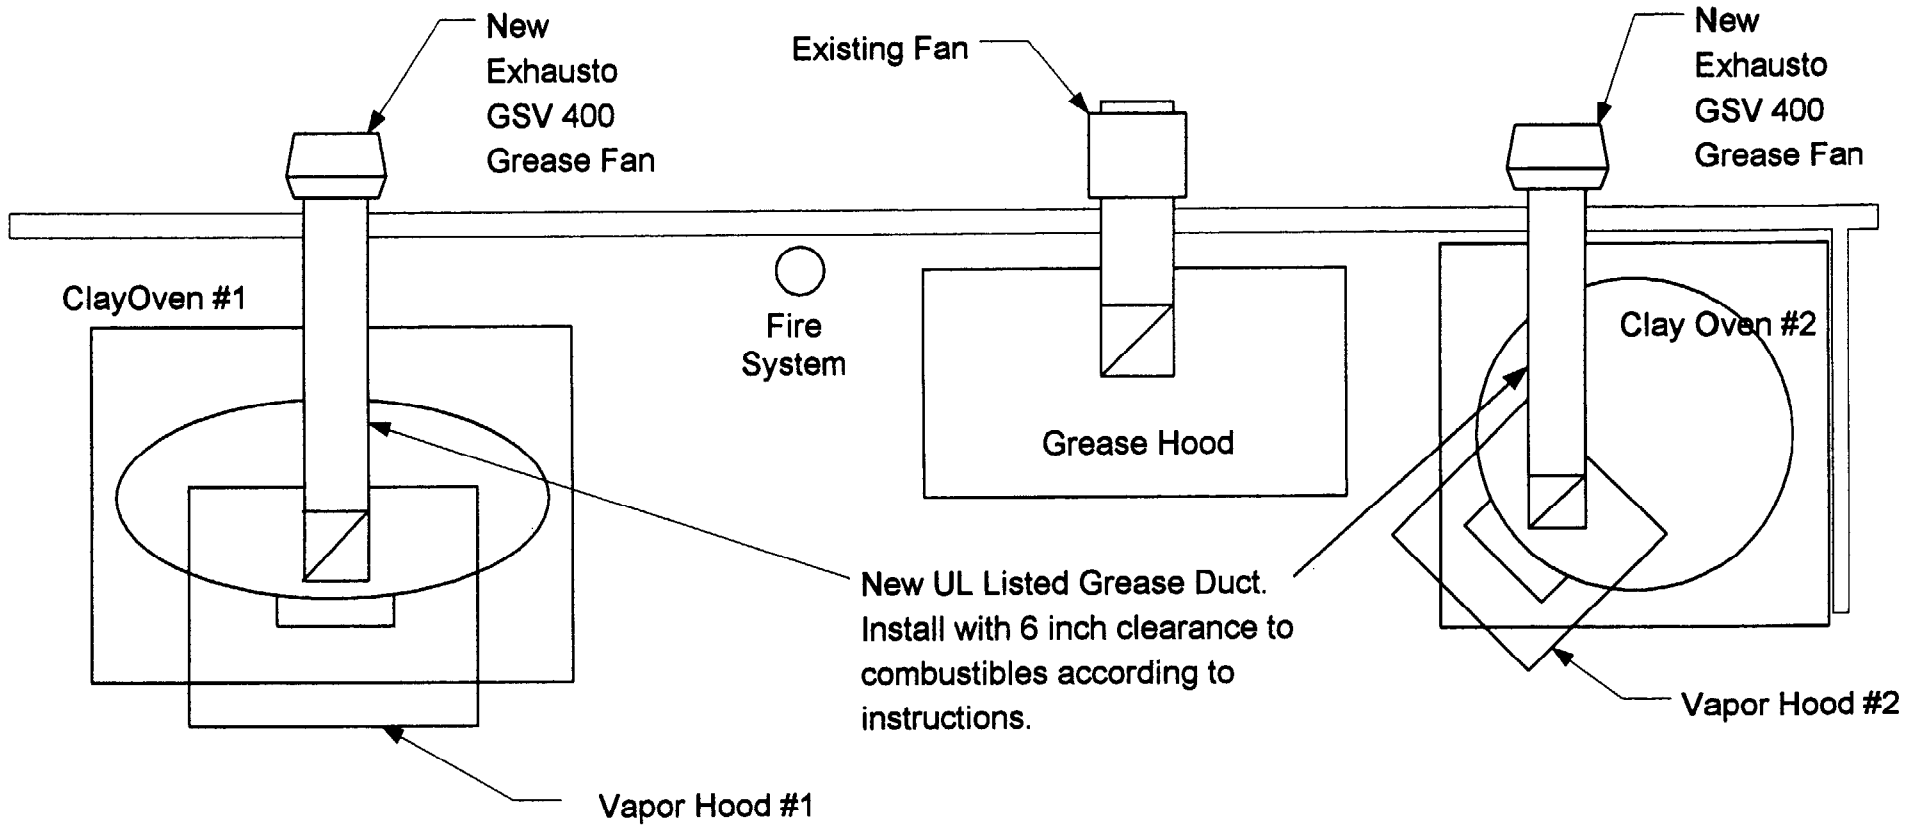 New
Exhausto
GSV 400
Grease Fan
Existing Fan
New
Exhausto
GSV 400
Grease Fan
ClayOven #1
Fire
System
Clay Oven #2
Grease Hood
New UL Listed Grease Duct.
Install with 6 inch clearance to
combustibles according to
instructions.
Vapor Hood #2
Vapor Hood #1